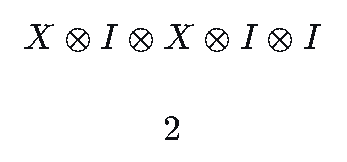 X ⊗ I ⊗ X ⊗ I ⊗ I
2